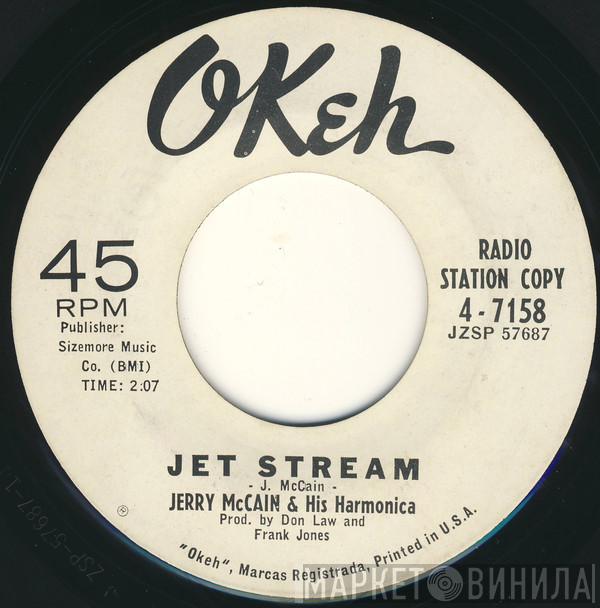 OKeh
45
RPM
Publisher:
Sizemore Music
Co. (BMI)
TIME: 2:07
RADIO
STATION COPY
4-7158
JZSP 57687
JET STREAM
- J. McCain -
JERRY McCAIN & His Harmonica
Prod. by Don Law and
Frank Jones
"Okeh", Marcas Registrada, Printed in U.S.A.
®
J ZSP-57687-1
МАРКЕТ ВИНИЛА